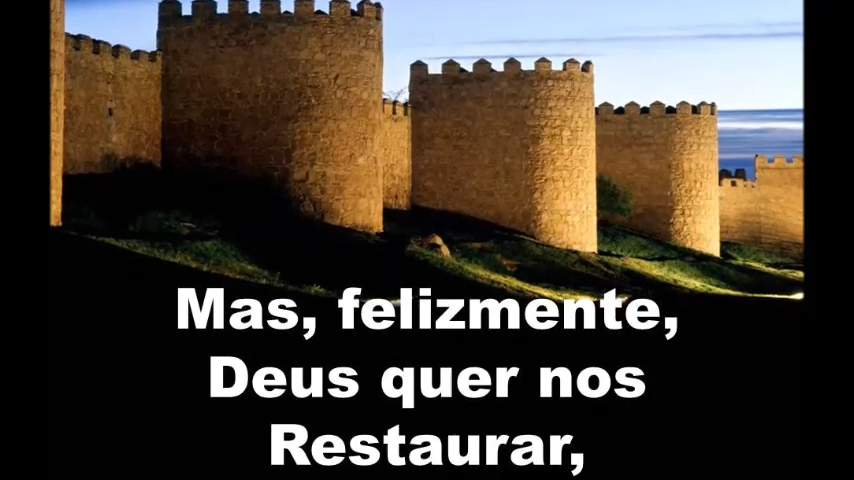 Mas, felizmente,
Deus quer nos
Restaurar,